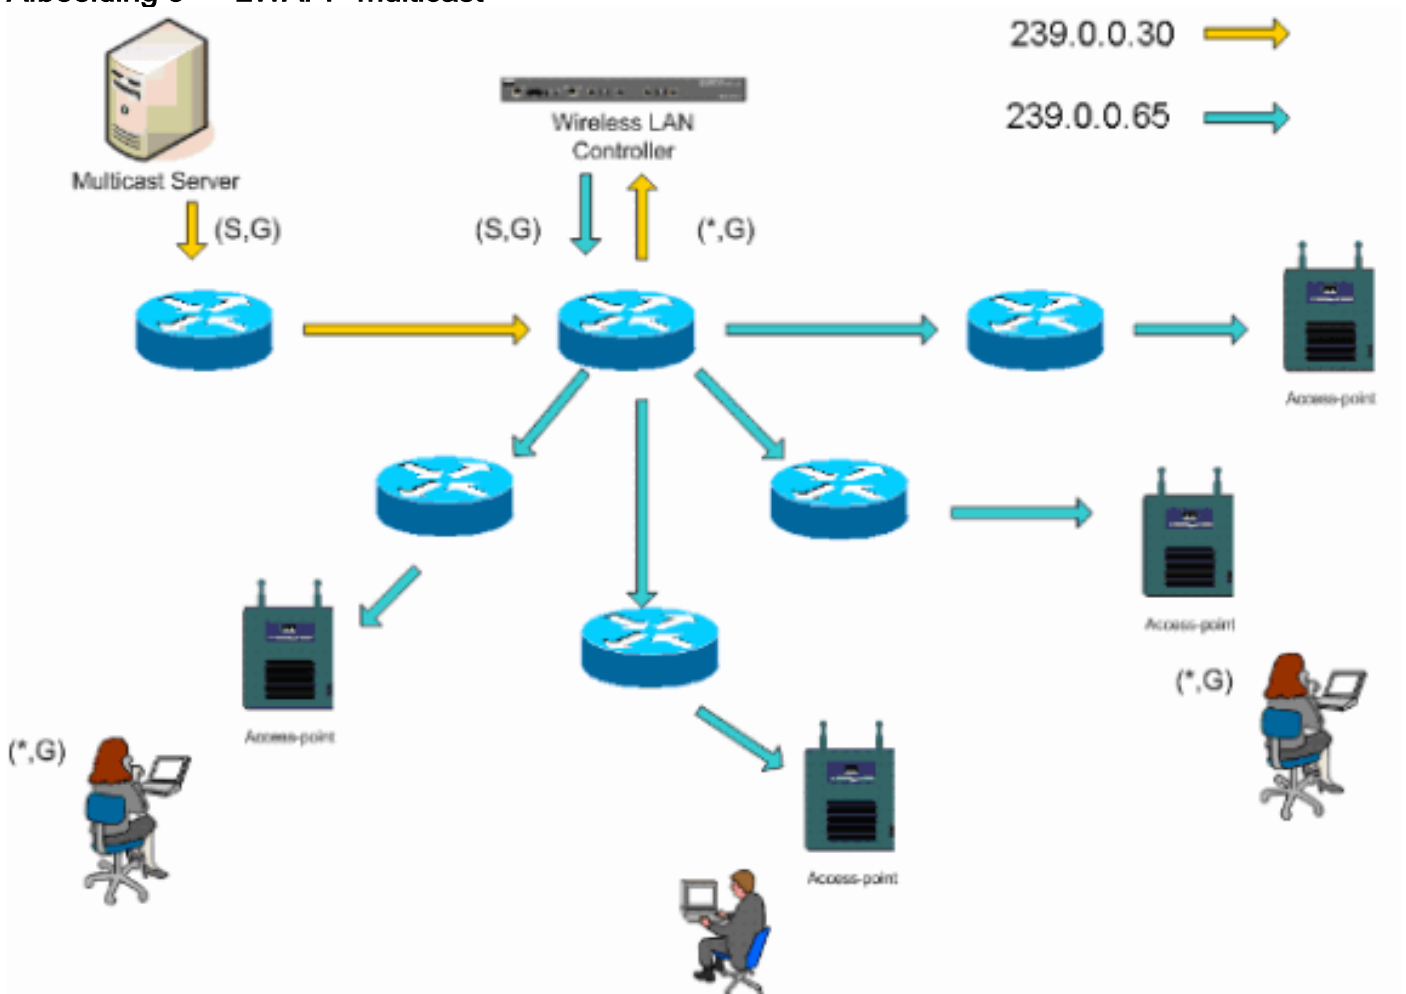 239.0.0.30
239.0.0.65
Multicast Server
Wireless LAN
Controller
(S,G)
(S,G)
(*,G)
Access-point
Access-point
(*,G)
Access-point
(*,G)
Access-point